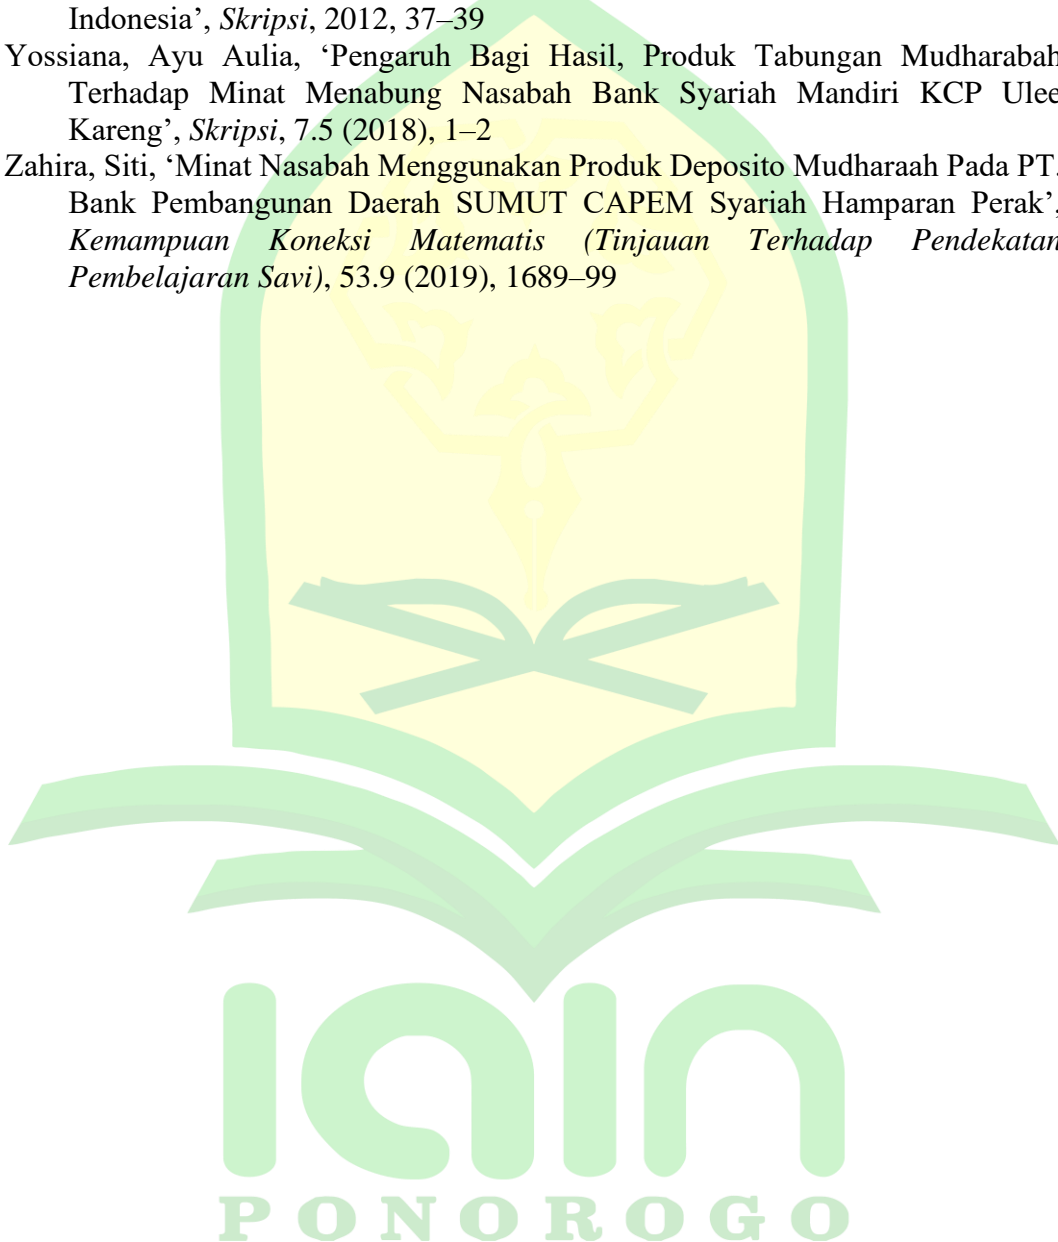 Indonesia’, Skripsi, 2012, 37–39
Yossiana, Ayu Aulia, ‘Pengaruh Bagi Hasil, Produk Tabungan Mudharabah
Terhadap Minat Menabung Nasabah Bank Syariah Mandiri KCP Ulee
Kareng’, Skripsi, 7.5 (2018), 1–2
Zahira, Siti, ‘Minat Nasabah Menggunakan Produk Deposito Mudharaah Pada PT.
Bank Pembangunan Daerah SUMUT CAPEM Syariah Hamparan Perak’,
Kemampuan Koneksi Matematis (Tinjauan Terhadap Pendekatan
Pembelajaran Savi), 53.9 (2019), 1689–99
iain
PONOROGO